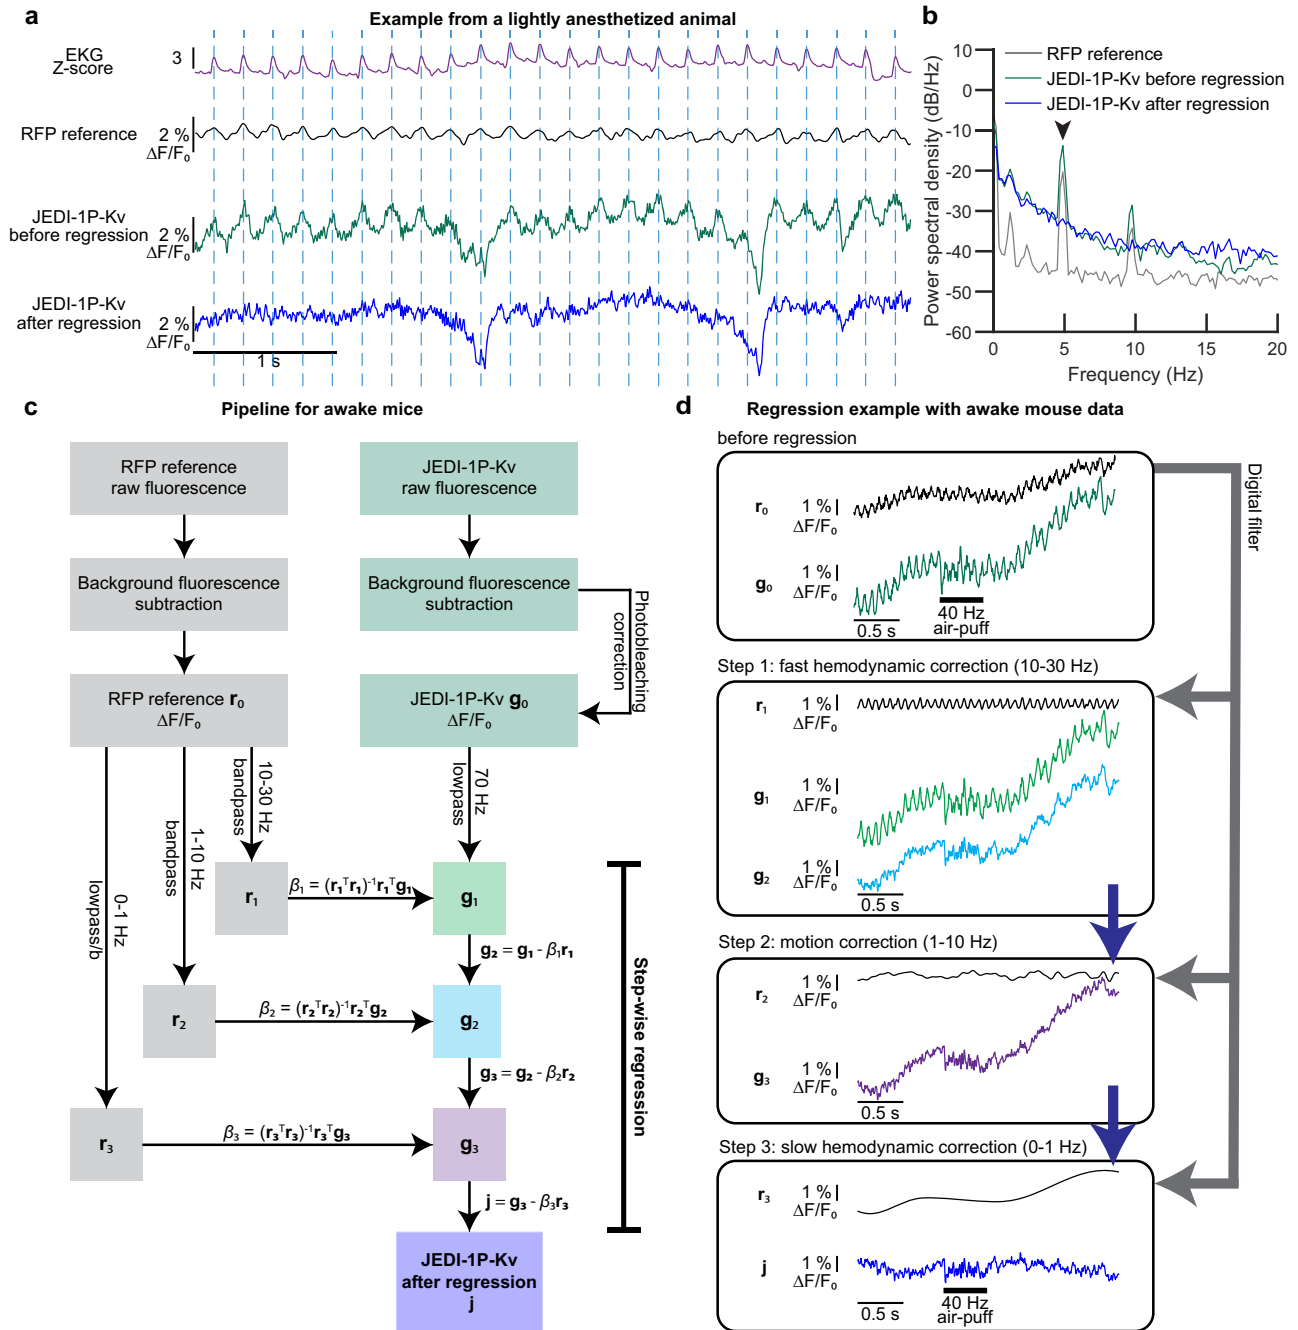 a
Example from a lightly anesthetized animal
EKG
Z-score
3
RFP reference
2 %
ΔF/F₀
JEDI-1P-Kv
before regression
2 %
ΔF/F₀
JEDI-1P-Kv
after regression
2 %
ΔF/F₀
1 s
b
RFP reference
JEDI-1P-Kv before regression
JEDI-1P-Kv after regression
Power spectral density (dB/Hz)
10
0
-10
-20
-30
-40
-50
-60
0
5
10
15
20
Frequency (Hz)
c
Pipeline for awake mice
RFP reference
raw fluorescence
JEDI-1P-Kv
raw fluorescence
Background fluorescence
subtraction
Background fluorescence
subtraction
Photobleaching
correction
RFP reference r₀
ΔF/F₀
JEDI-1P-Kv g₀
ΔF/F₀
10-30 Hz
bandpass
1-10 Hz
bandpass
0-1 Hz
lowpass/b
70 Hz
lowpass
r₁
β₁ = (r₁ᵀr₁)⁻¹r₁ᵀg₁
g₁
g₂ = g₁ - β₁r₁
r₂
β₂ = (r₂ᵀr₂)⁻¹r₂ᵀg₂
g₂
g₃ = g₂ - β₂r₂
r₃
β₃ = (r₃ᵀr₃)⁻¹r₃ᵀg₃
g₃
j = g₃ - β₃r₃
JEDI-1P-Kv
after regression
j
Step-wise regression
d
Regression example with awake mouse data
before regression
r₀
1 %
ΔF/F₀
g₀
1 %
ΔF/F₀
0.5 s
40 Hz
air-puff
Digital filter
Step 1: fast hemodynamic correction (10-30 Hz)
r₁
1 %
ΔF/F₀
g₁
1 %
ΔF/F₀
g₂
1 %
ΔF/F₀
0.5 s
Step 2: motion correction (1-10 Hz)
r₂
1 %
ΔF/F₀
g₃
1 %
ΔF/F₀
0.5 s
Step 3: slow hemodynamic correction (0-1 Hz)
r₃
1 %
ΔF/F₀
j
1 %
ΔF/F₀
0.5 s
40 Hz
air-puff